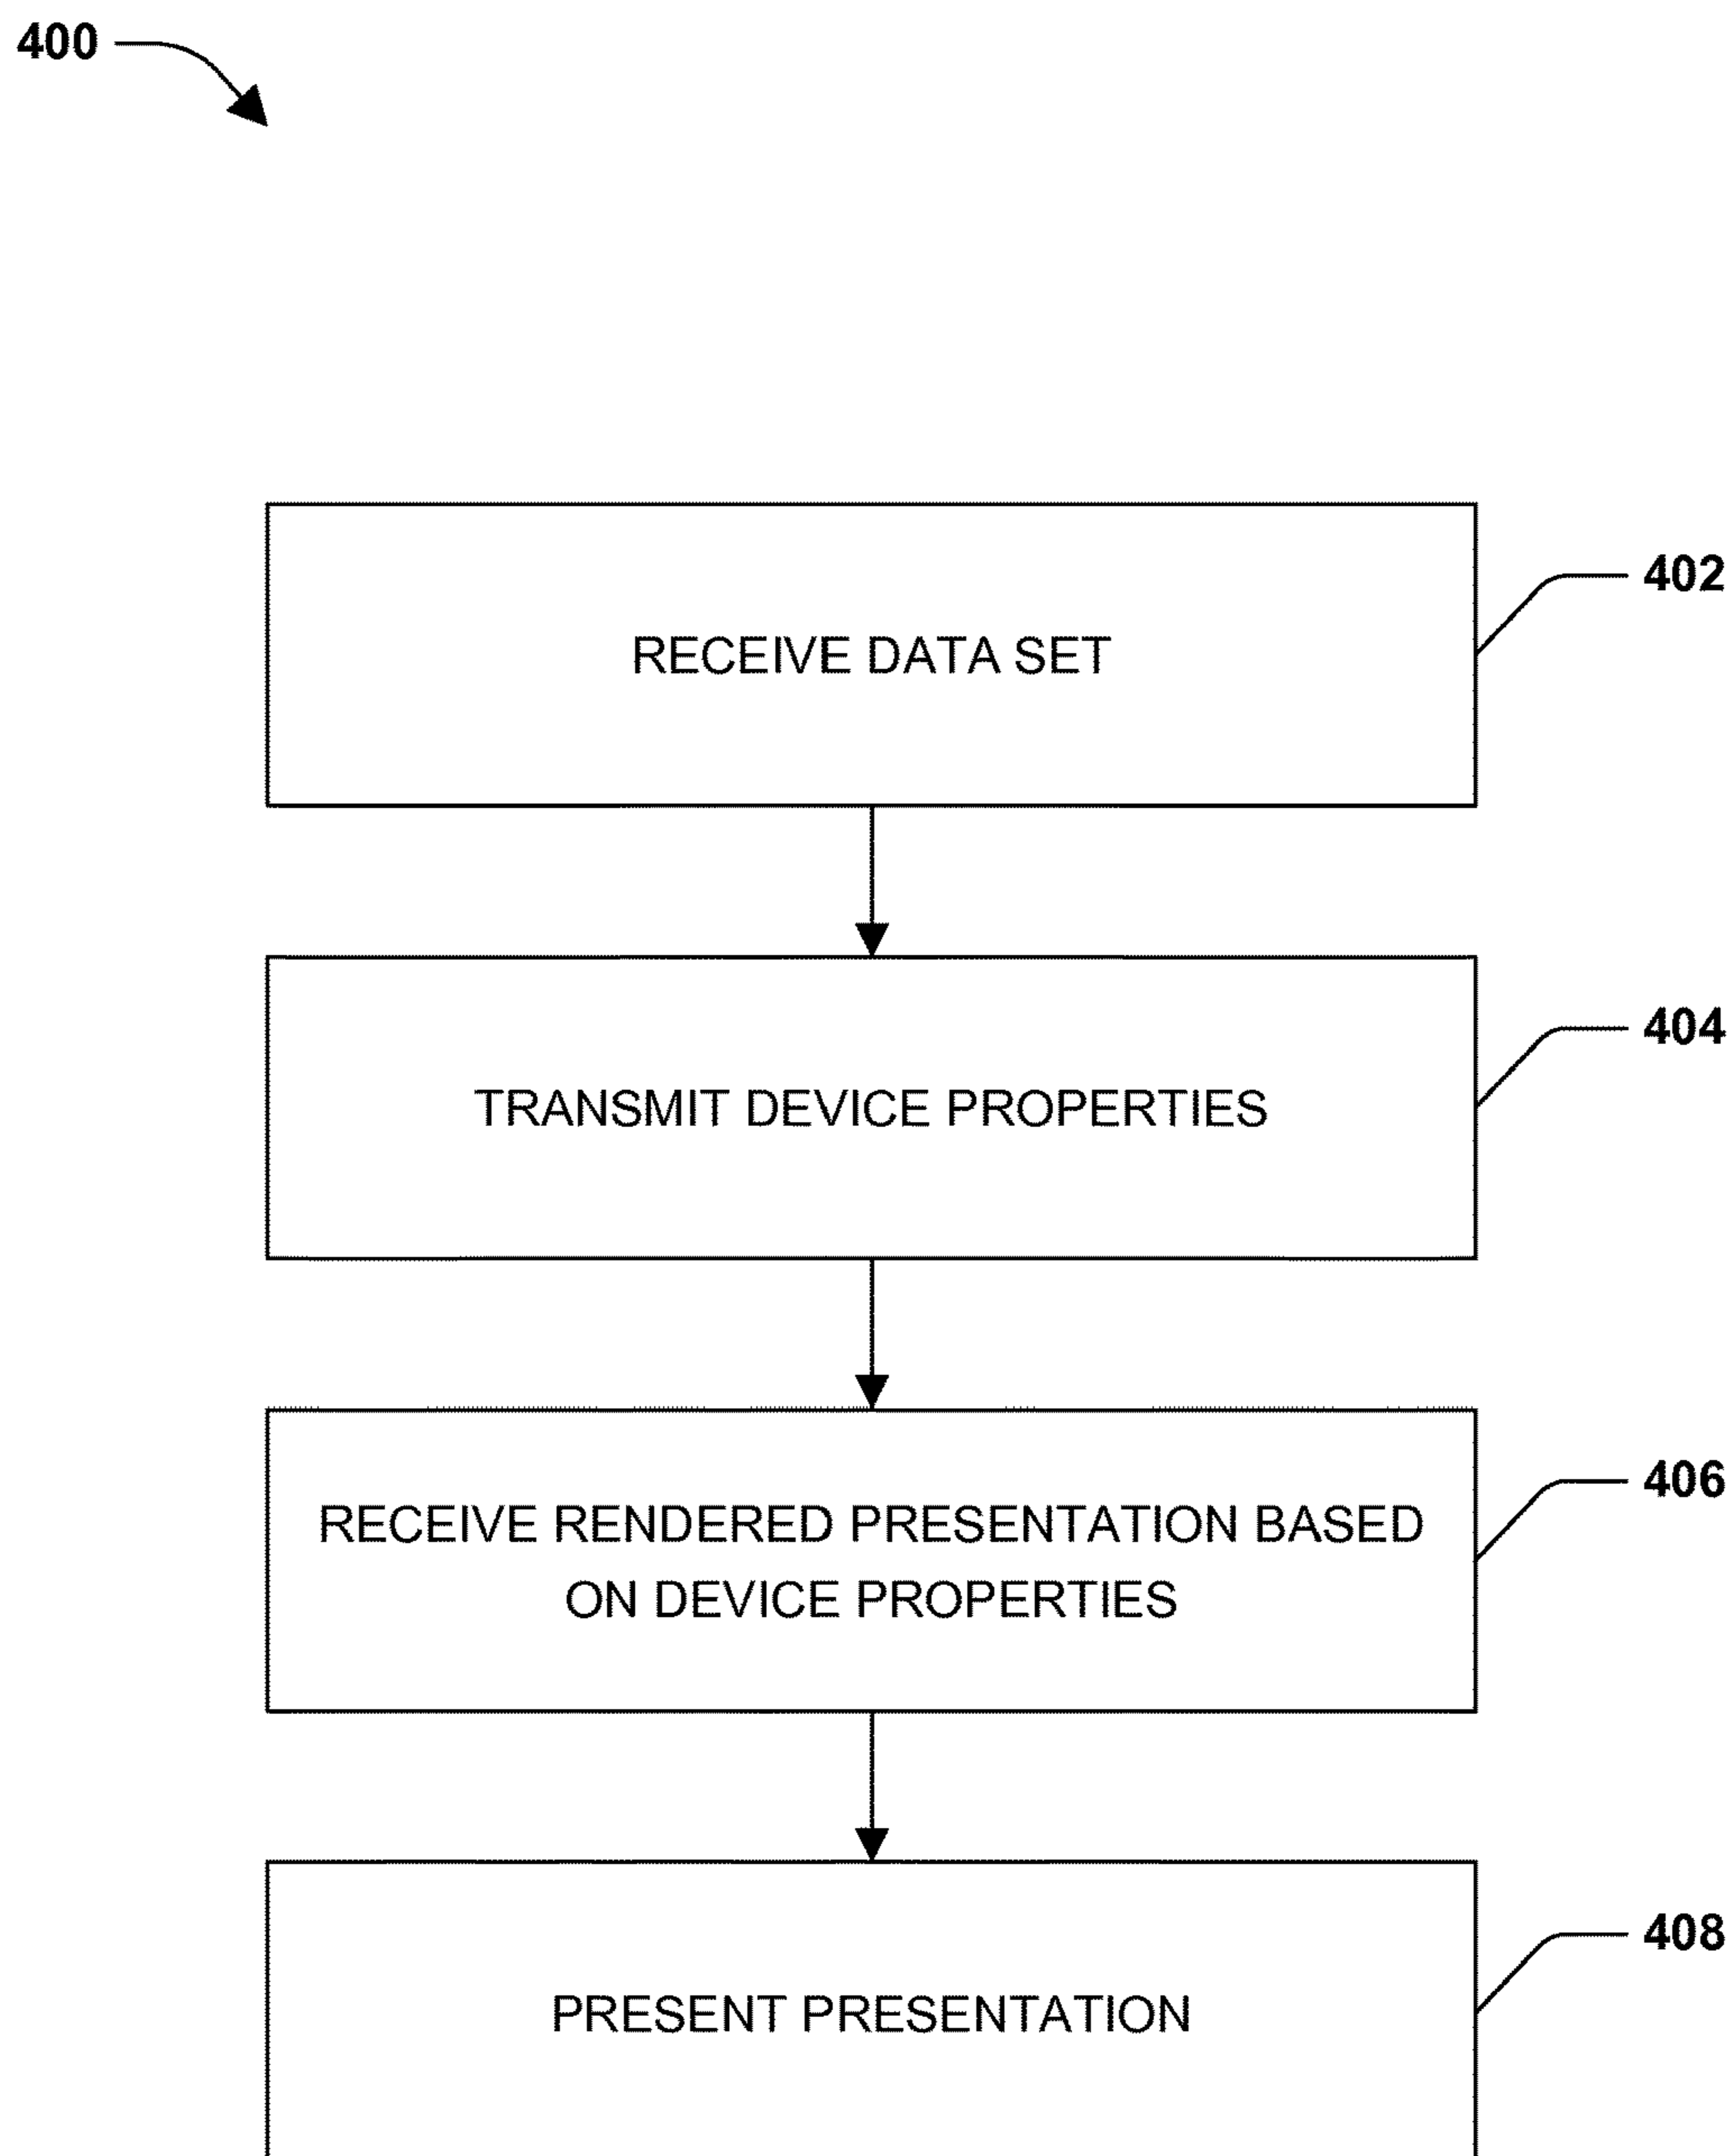 400
RECEIVE DATA SET
402
TRANSMIT DEVICE PROPERTIES
404
RECEIVE RENDERED PRESENTATION BASED
ON DEVICE PROPERTIES
406
PRESENT PRESENTATION
408